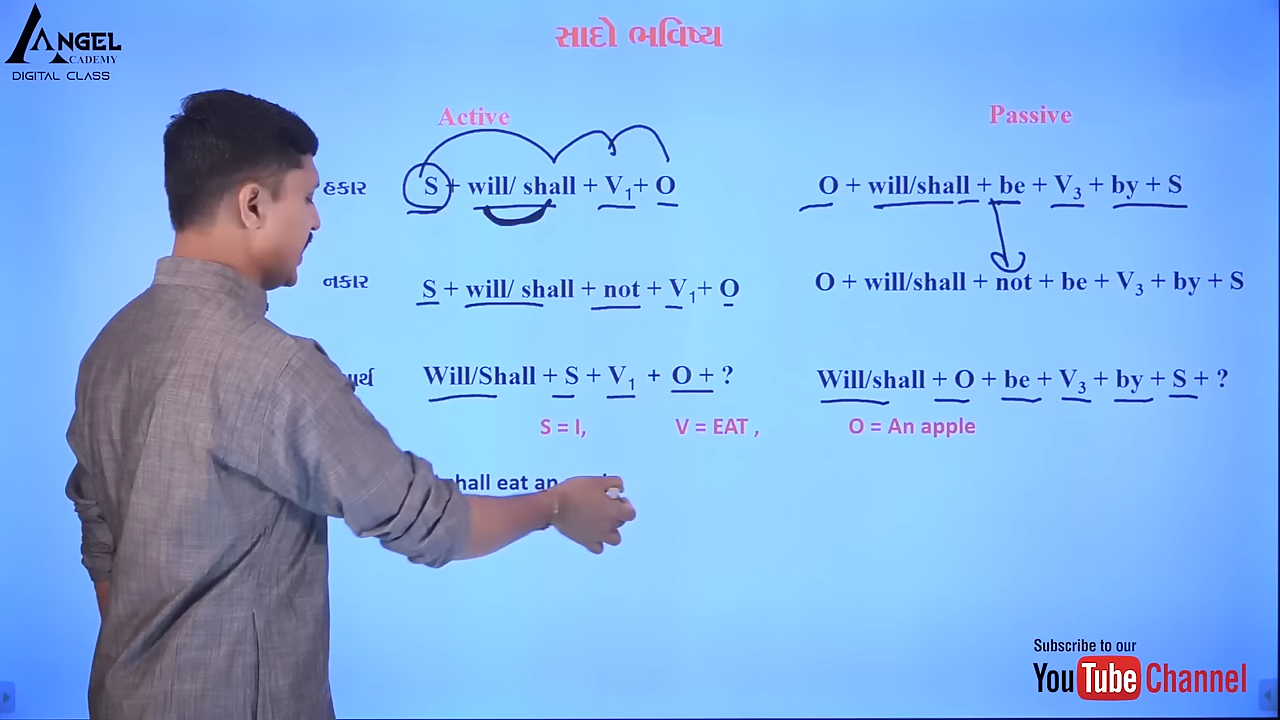 ANGEL
ACADEMY
DIGITAL CLASS
સાદો ભવિષ્ય
Active Passive
હકાર S + will/ shall + V₁+ O O + will/shall + be + V₃ + by + S
નકાર S + will/ shall + not + V₁+ O O + will/shall + not + be + V₃ + by + S
Will/Shall + S + V₁ + O + ? Will/shall + O + be + V₃ + by + S + ?
S = I, V = EAT , O = An apple
shall eat an
Subscribe to our
YouTube Channel